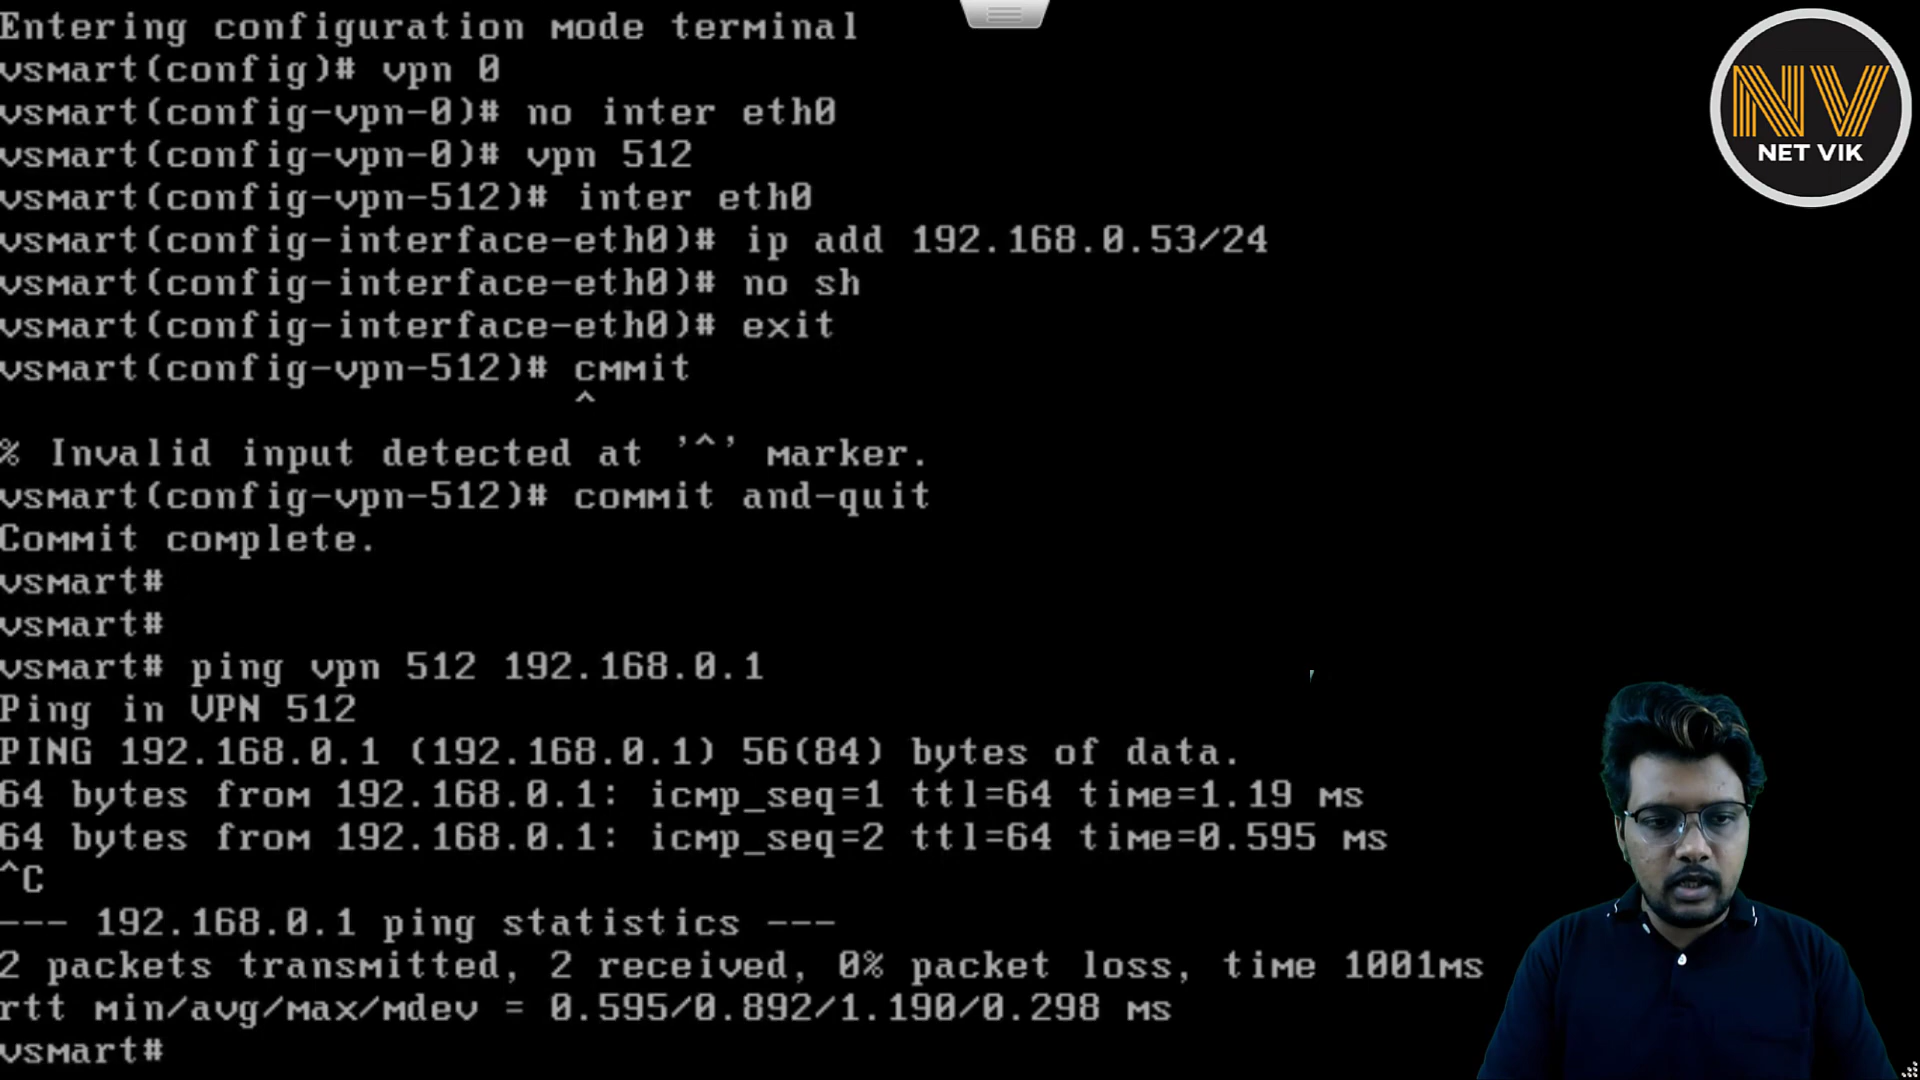 Entering configuration mode terminal
vsmart(config)# vpn 0
vsmart(config-vpn-0)# no inter eth0
vsmart(config-vpn-0)# vpn 512
vsmart(config-vpn-512)# inter eth0
vsmart(config-interface-eth0)# ip add 192.168.0.53/24
vsmart(config-interface-eth0)# no sh
vsmart(config-interface-eth0)# exit
vsmart(config-vpn-512)# cmmit
^
% Invalid input detected at '^' marker.
vsmart(config-vpn-512)# commit and-quit
Commit complete.
vsmart#
vsmart#
vsmart# ping vpn 512 192.168.0.1
Ping in VPN 512
PING 192.168.0.1 (192.168.0.1) 56(84) bytes of data.
64 bytes from 192.168.0.1: icmp_seq=1 ttl=64 time=1.19 ms
64 bytes from 192.168.0.1: icmp_seq=2 ttl=64 time=0.595 ms
^C
--- 192.168.0.1 ping statistics ---
2 packets transmitted, 2 received, 0% packet loss, time 1001ms
rtt min/avg/max/mdev = 0.595/0.892/1.190/0.298 ms
vsmart#
NV
NET VIK